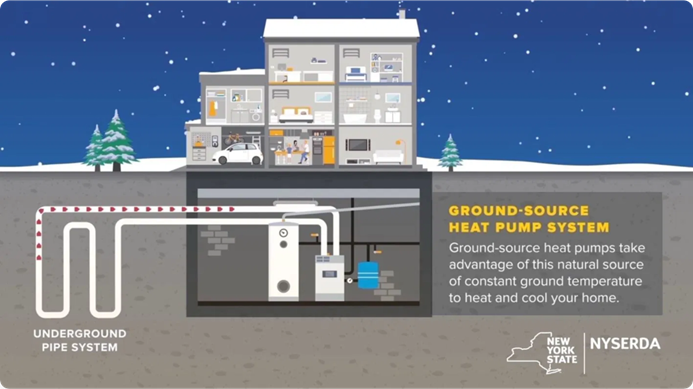 GROUND-SOURCE
HEAT PUMP SYSTEM
Ground-source heat pumps take
advantage of this natural source
of constant ground temperature
to heat and cool your home.
UNDERGROUND
PIPE SYSTEM
NEW
YORK
STATE
NYSERDA